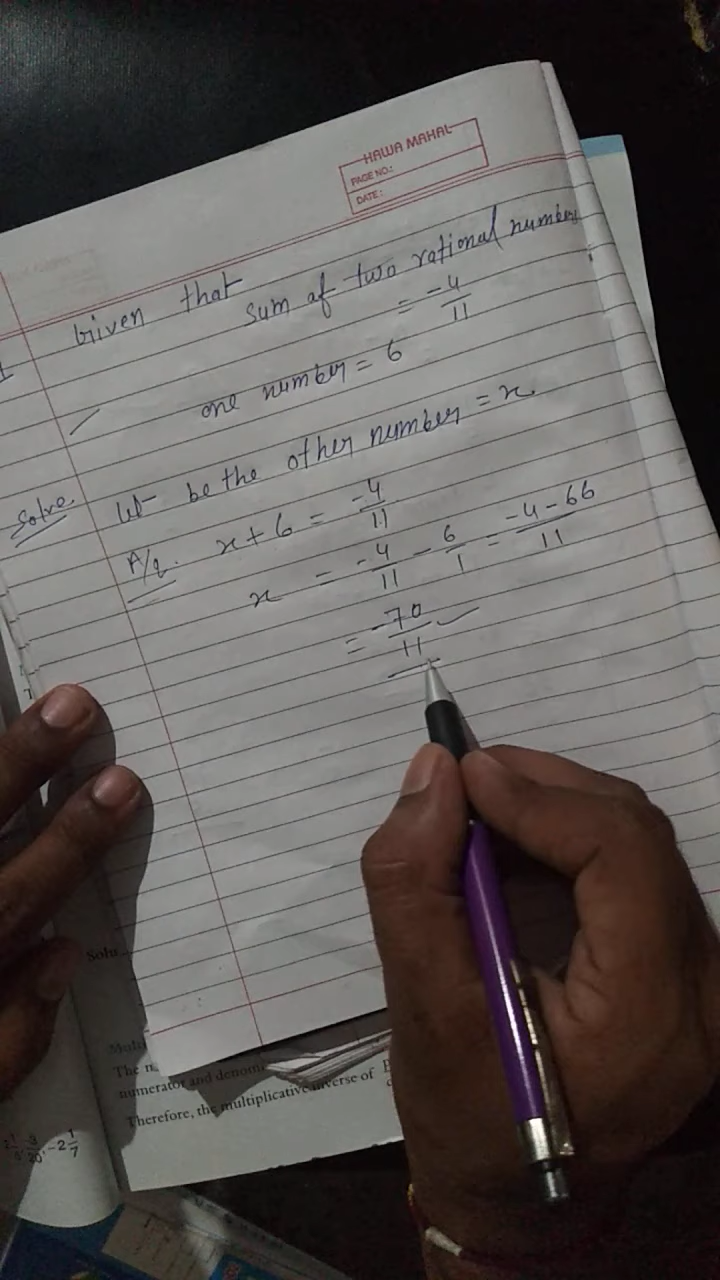 HAWA MAHAL
PAGE NO.:
DATE:
Given that sum of two rational number
= -4/11
one number = 6
Solve. let be the other number = x.
A/q. x + 6 = -4/11
x = -4/11 - 6/1 = -4-66/11
= -70/11
Solu
The n
numerator and denomi
Therefore, the multiplicative inverse of